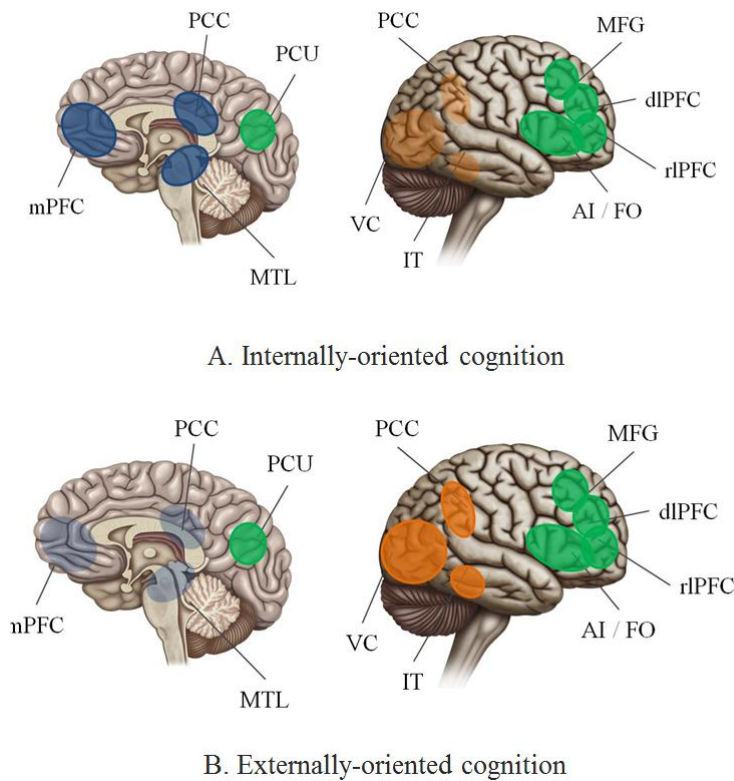 PCC
PCU
mPFC
MTL
PCC
MFG
dlPFC
rlPFC
AI / FO
VC
IT
A. Internally-oriented cognition
PCC
PCU
nPFC
MTL
PCC
MFG
dlPFC
rlPFC
AI / FO
VC
IT
B. Externally-oriented cognition